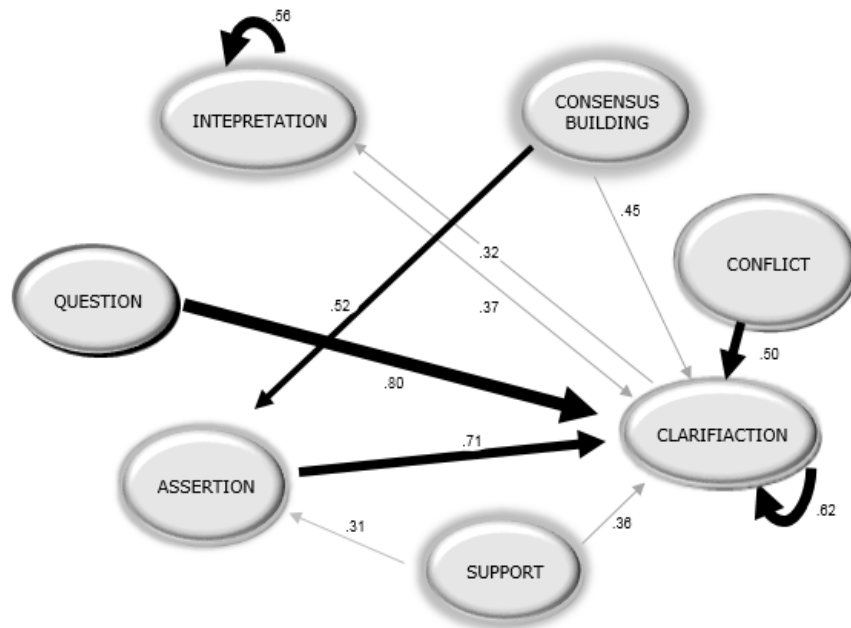 .56
INTEPRETATION
CONSENSUS
BUILDING
.45
CONFLICT
.32
QUESTION
.52
.37
.50
.80
.71
CLARIFIACTION
ASSERTION
.62
.31
.36
SUPPORT